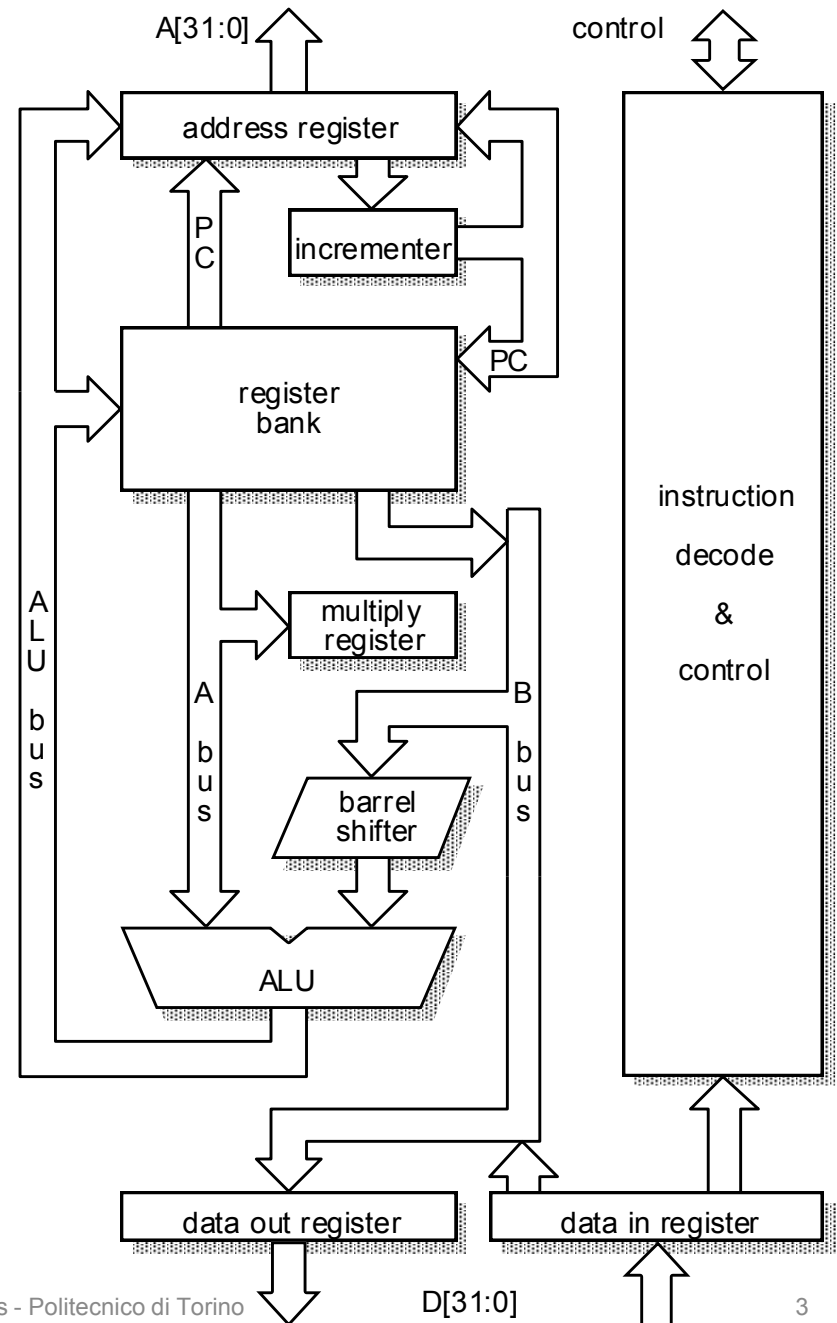 A[31:0]
control
address register
P
C
incrementer
PC
register
bank
instruction
decode
&
control
multiply
register
A
L
U
b
u
s
A
b
u
s
B
b
u
s
barrel
shifter
ALU
data out register
data in register
s - Politecnico di Torino
D[31:0]
3